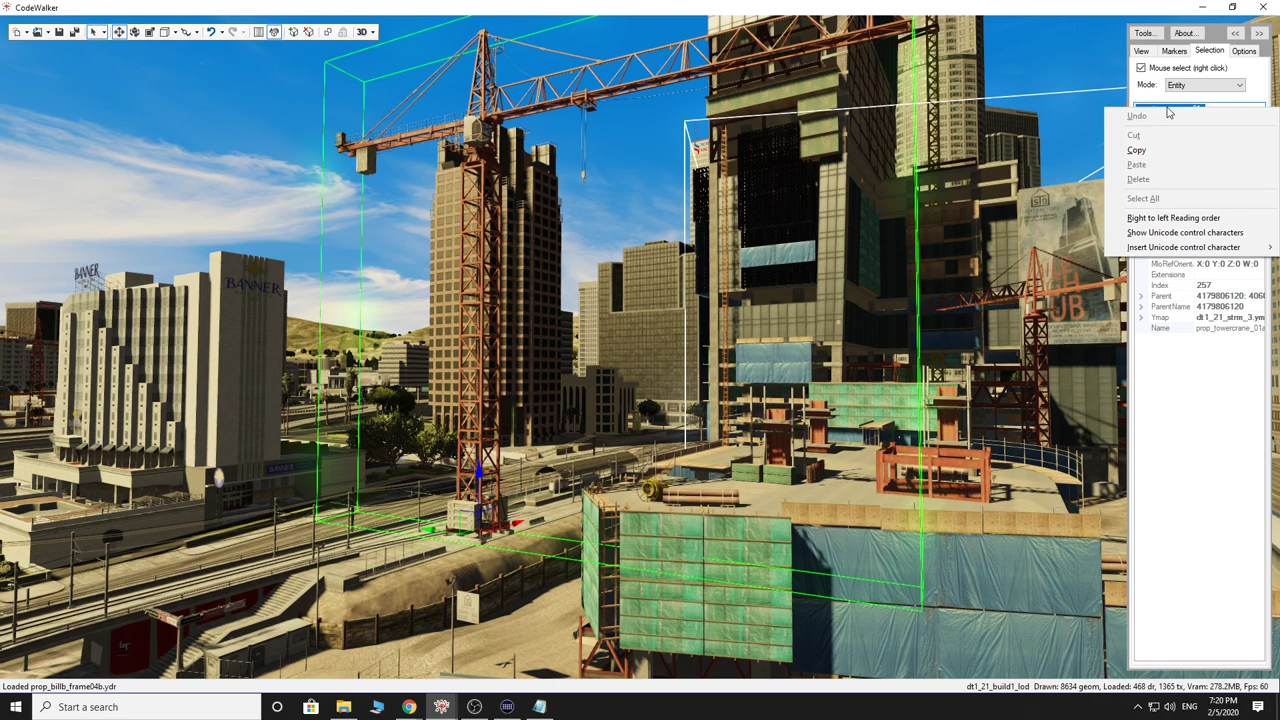 CodeWalker
3D
Tools...
About...
<<
>>
View
Markers
Selection
Options
Mouse select (right click)
Mode:
Entity
Undo
Cut
Copy
Paste
Delete
Select All
Right to left Reading order
Show Unicode control characters
Insert Unicode control character
MloRefOrient
X:0 Y:0 Z:0 W:0
Extensions
Index 257
Parent 4179806120: 4060
ParentName 4179806120
Ymap dt1_21_strm_3.ym
Name prop_towercrane_01a
BANNER
BANNER
BANNER
Loaded prop_billb_frame04b.ydr
dt1_21_build1_lod Drawn: 8634 geom, Loaded: 468 dr, 1365 tx, Vram: 278.2MB, Fps: 60
Start a search
ENG
7:20 PM
2/5/2020